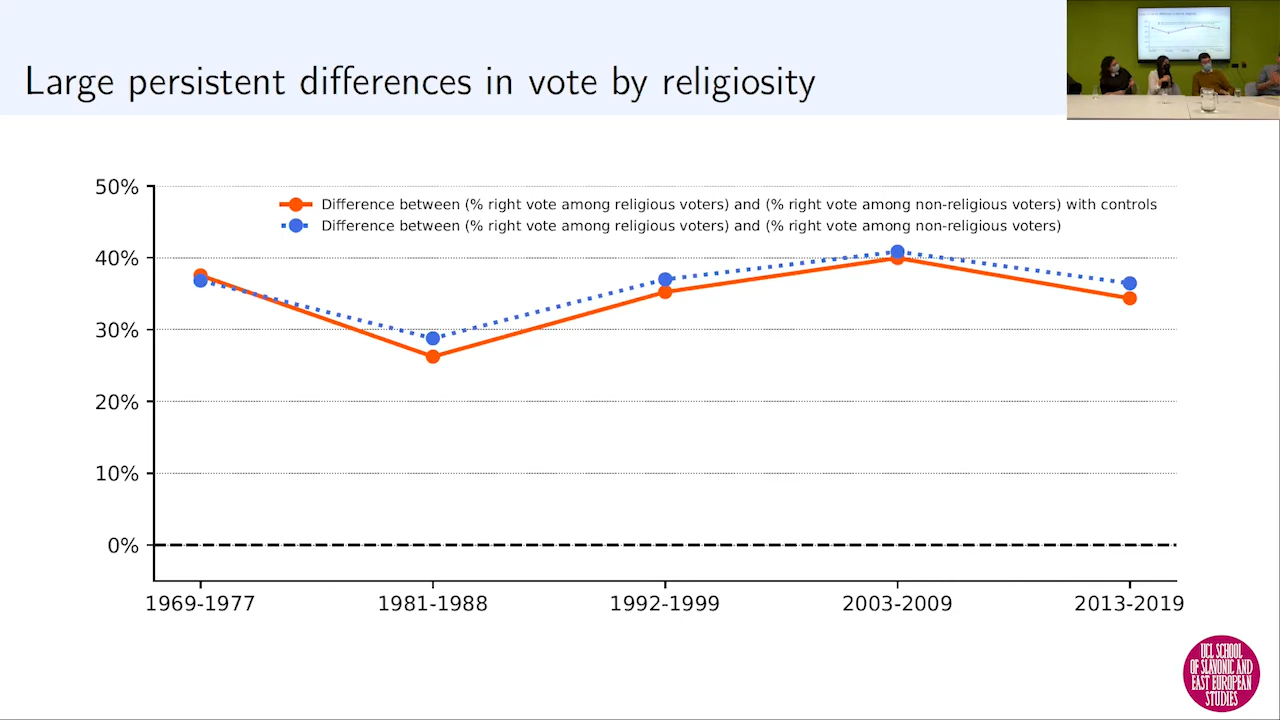 Large persistent differences in vote by religiosity
50%
40%
30%
20%
10%
0%
Difference between (% right vote among religious voters) and (% right vote among non-religious voters) with controls
Difference between (% right vote among religious voters) and (% right vote among non-religious voters)
1969-1977
1981-1988
1992-1999
2003-2009
2013-2019
UCL SCHOOL
OF SLAVONIC AND
EAST EUROPEAN
STUDIES